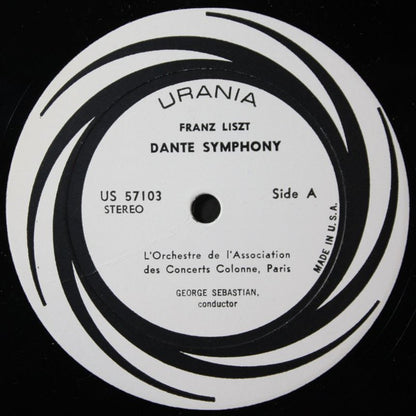 URANIA
FRANZ LISZT
DANTE SYMPHONY
US 57103
STEREO
Side A
L'Orchestre de l'Association
des Concerts Colonne, Paris
GEORGE SEBASTIAN,
conductor
MADE IN U.S.A.